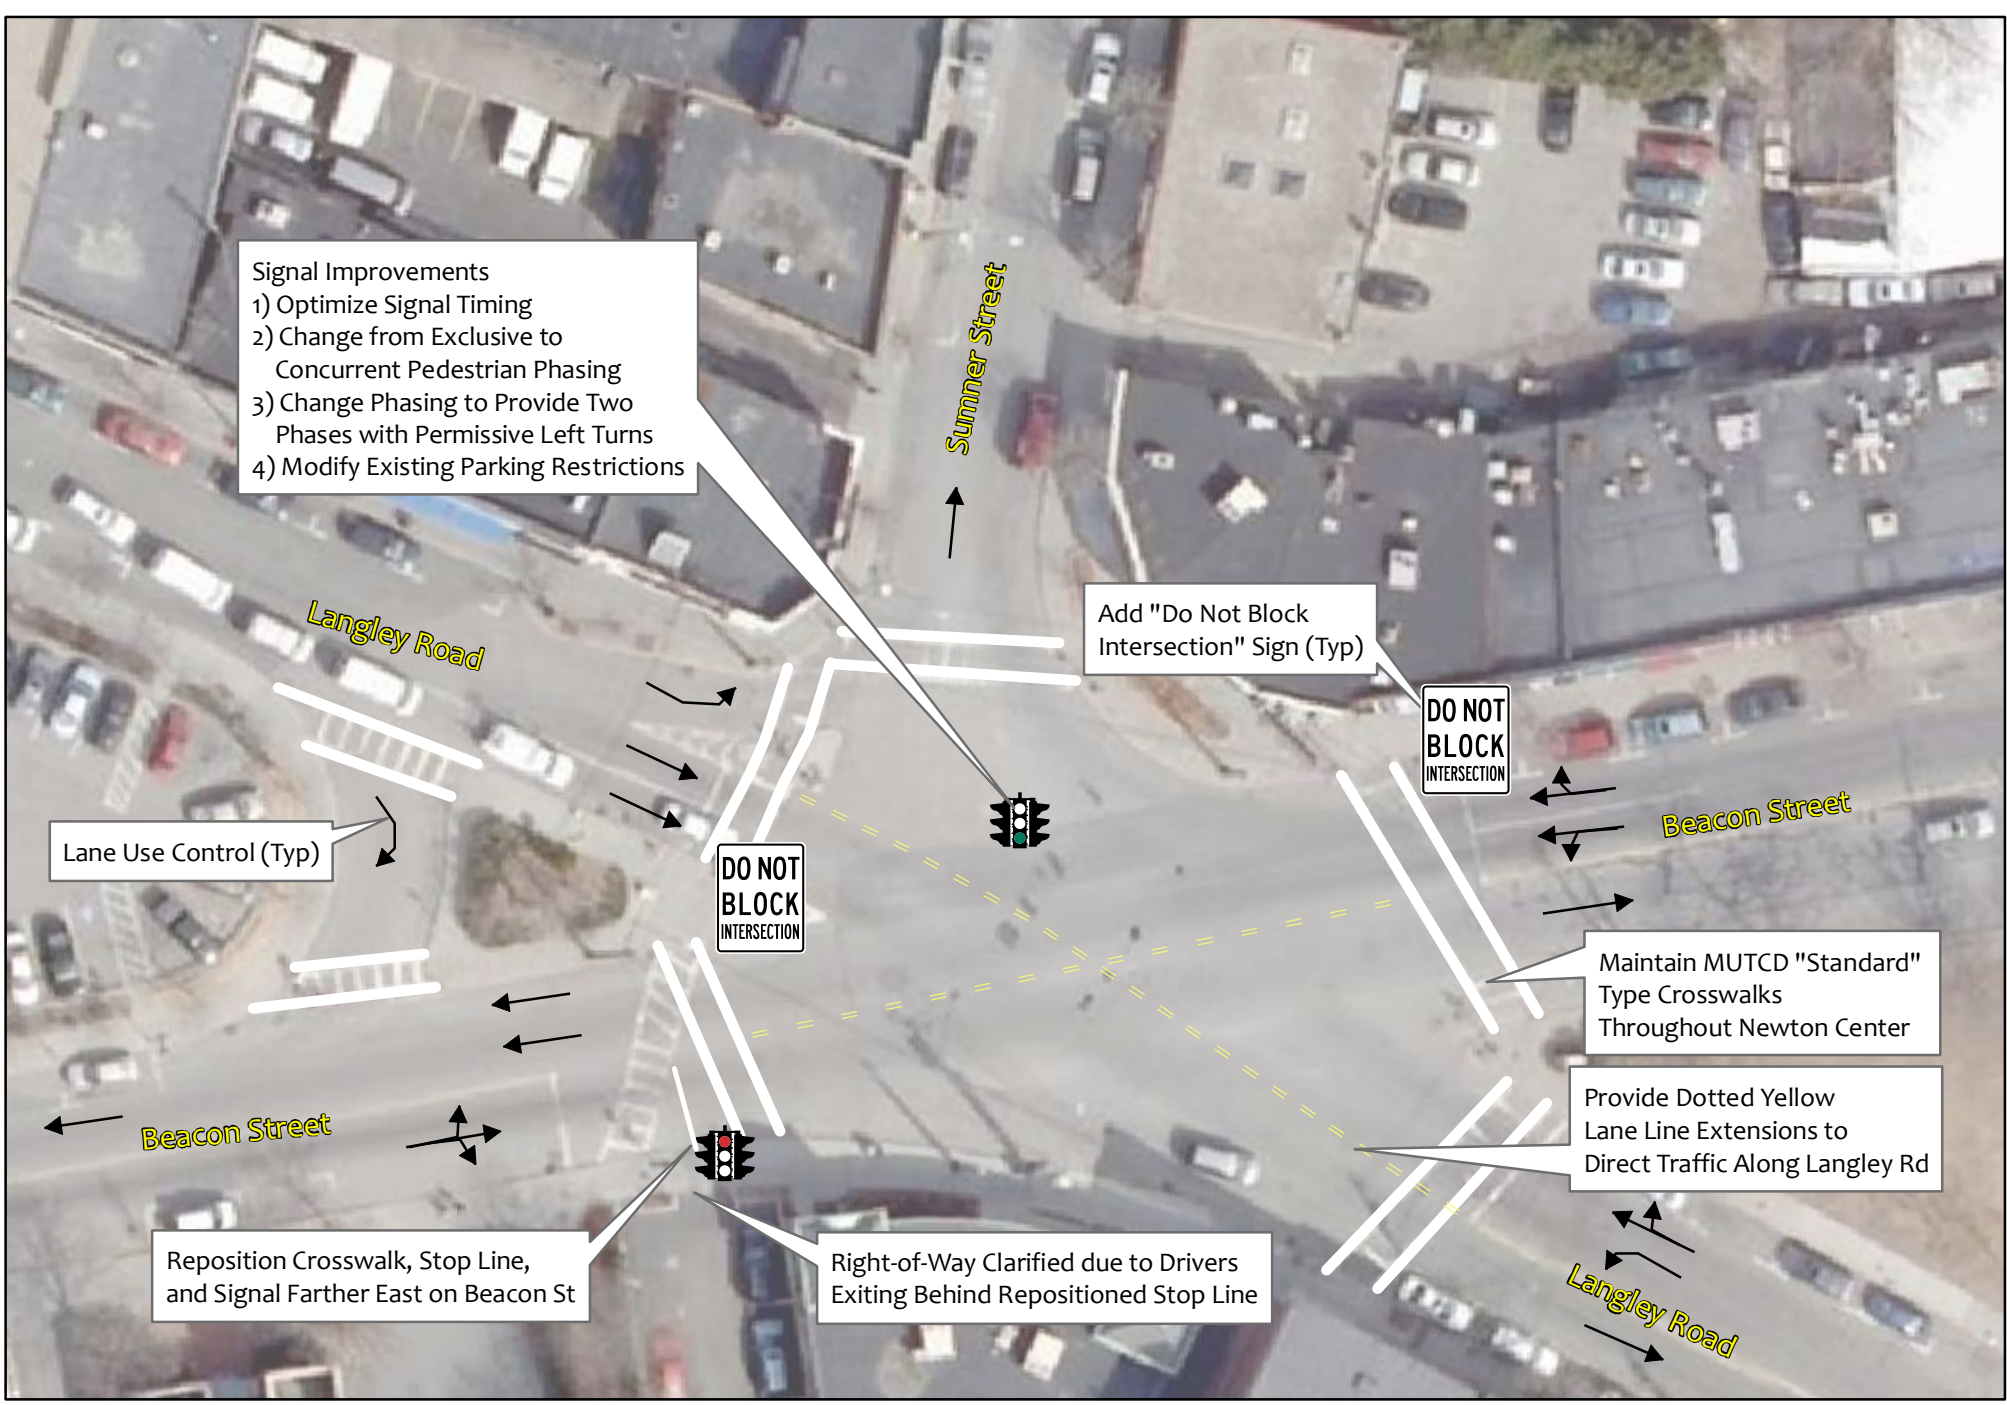 Signal Improvements
1) Optimize Signal Timing
2) Change from Exclusive to
Concurrent Pedestrian Phasing
3) Change Phasing to Provide Two
Phases with Permissive Left Turns
4) Modify Existing Parking Restrictions
Sumner Street
Langley Road
Add "Do Not Block
Intersection" Sign (Typ)
DO NOT
BLOCK
INTERSECTION
Beacon Street
Lane Use Control (Typ)
DO NOT
BLOCK
INTERSECTION
Maintain MUTCD "Standard"
Type Crosswalks
Throughout Newton Center
Beacon Street
Provide Dotted Yellow
Lane Line Extensions to
Direct Traffic Along Langley Rd
Reposition Crosswalk, Stop Line,
and Signal Farther East on Beacon St
Right-of-Way Clarified due to Drivers
Exiting Behind Repositioned Stop Line
Langley Road